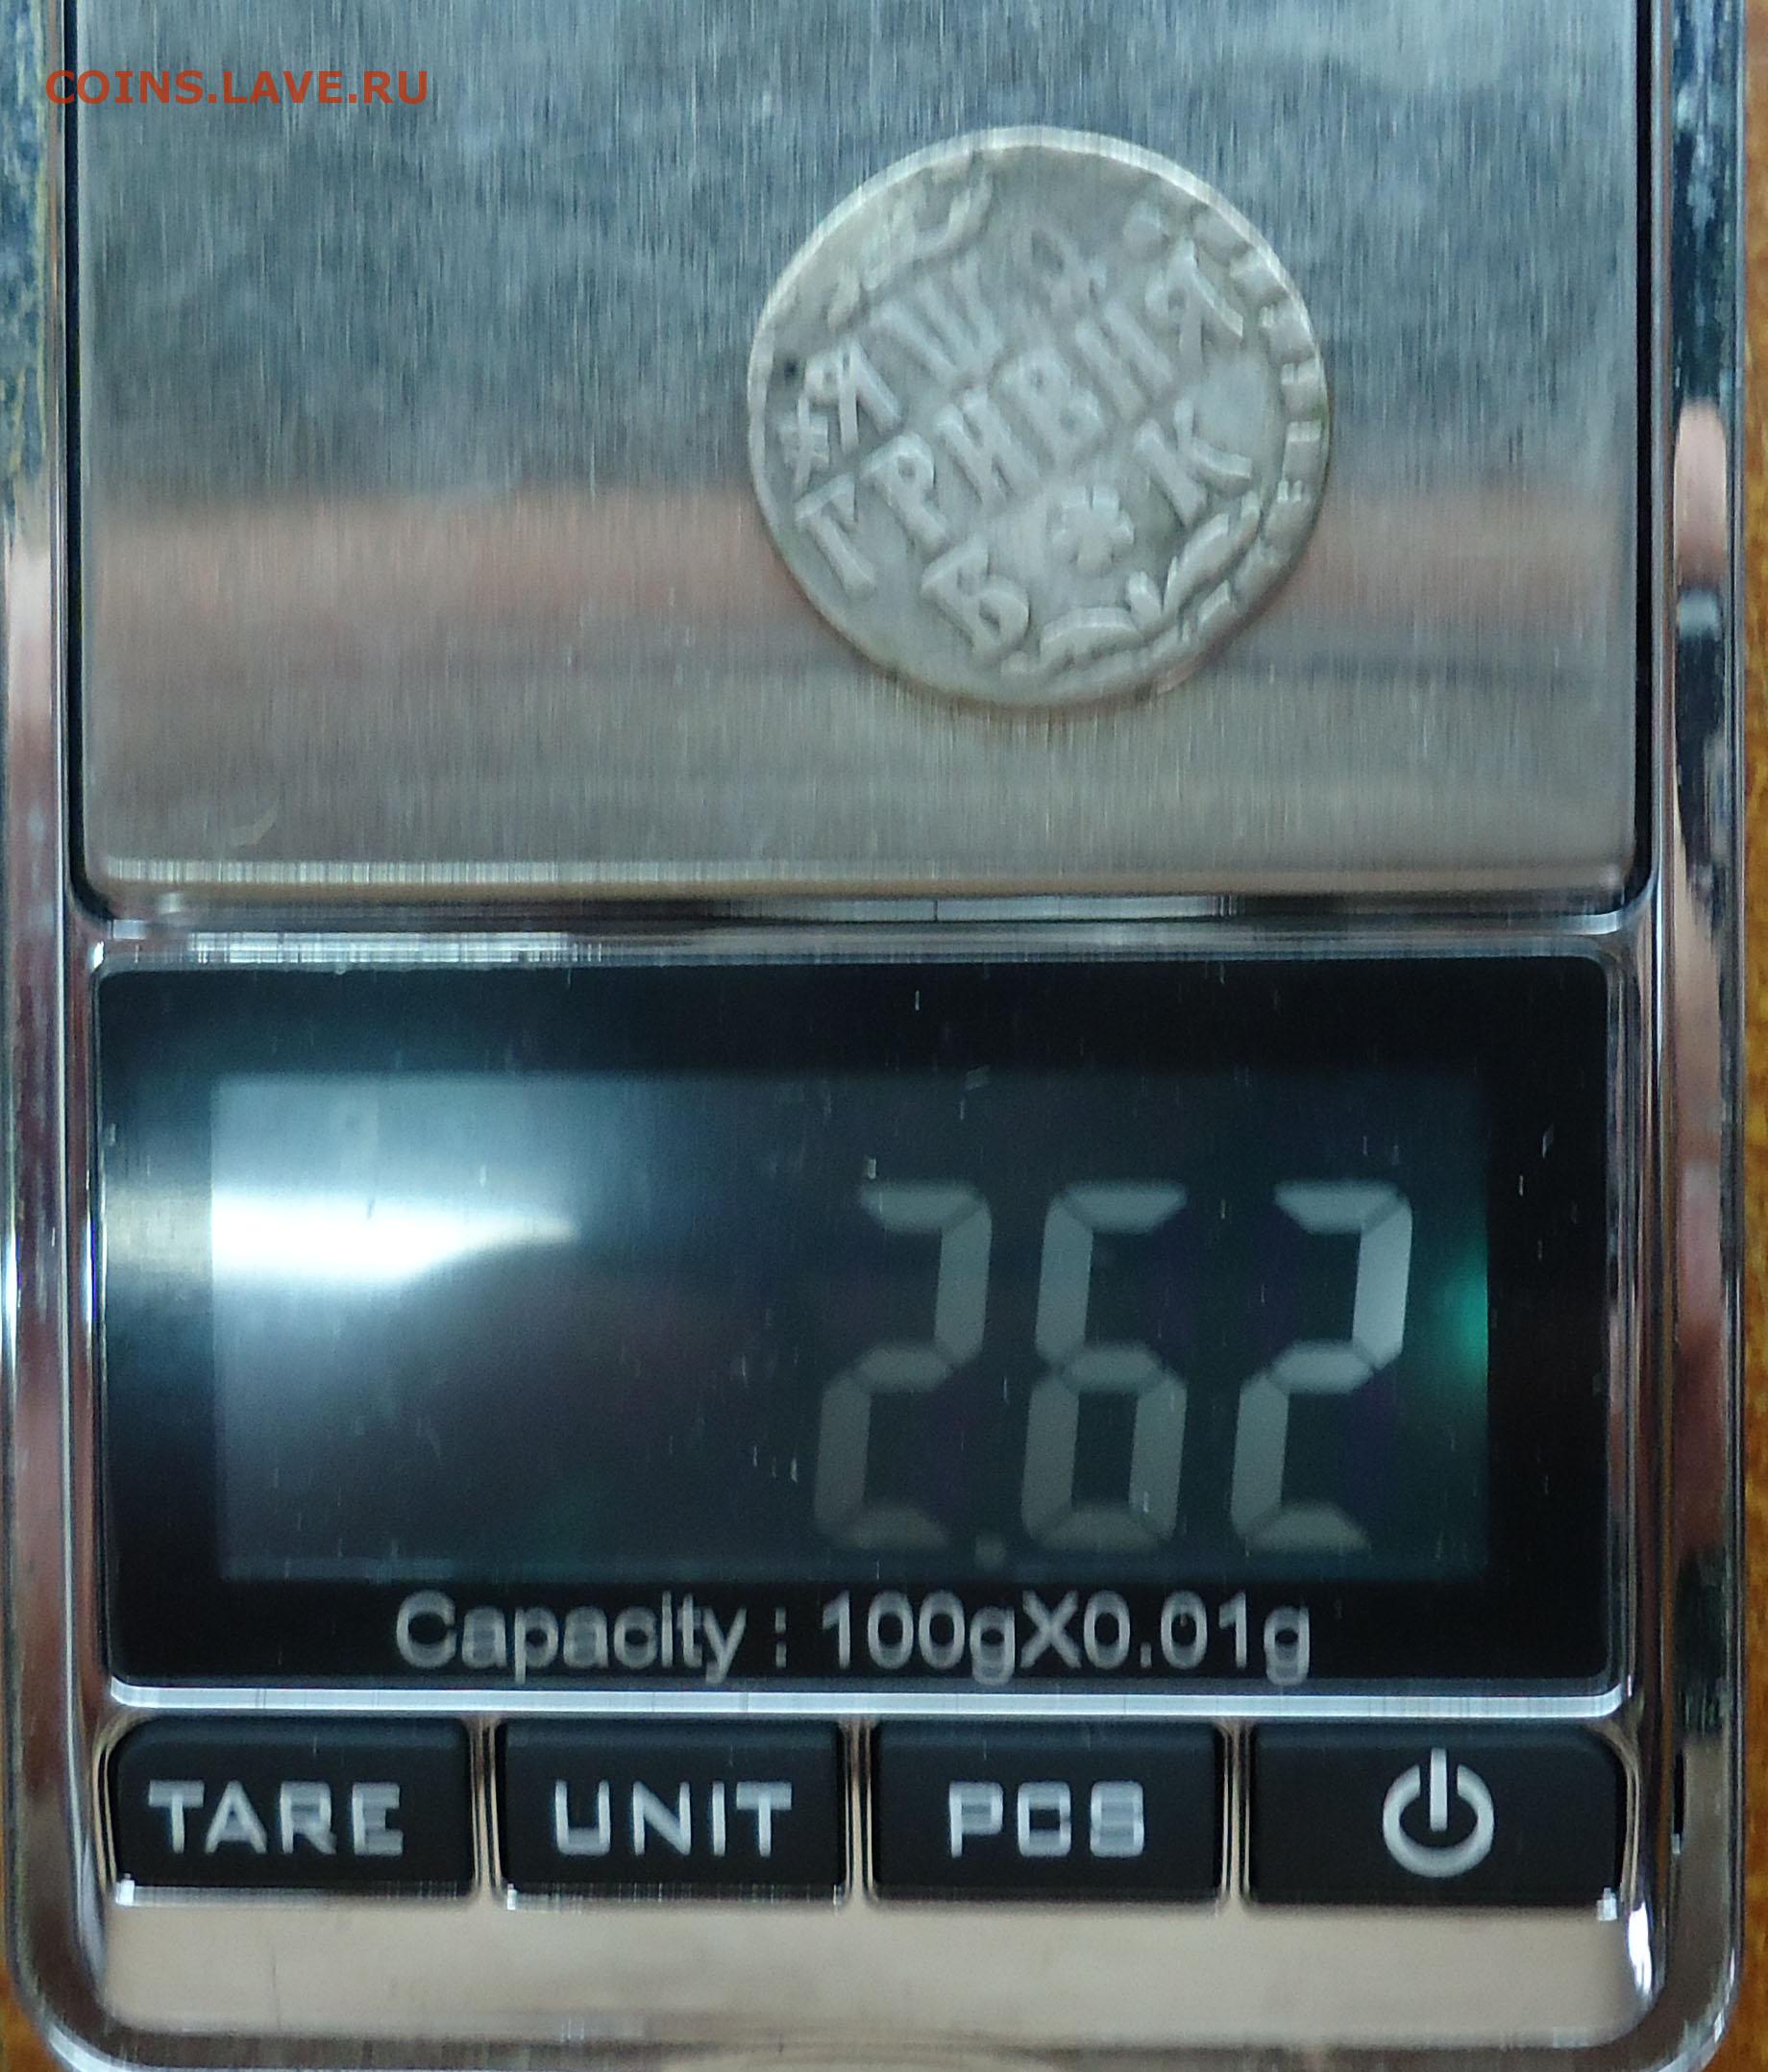 COINS.LAVE.RU
ГРИВНА
Б К
2.62
Capacity : 100gX0.01g
TARE UNIT PCS